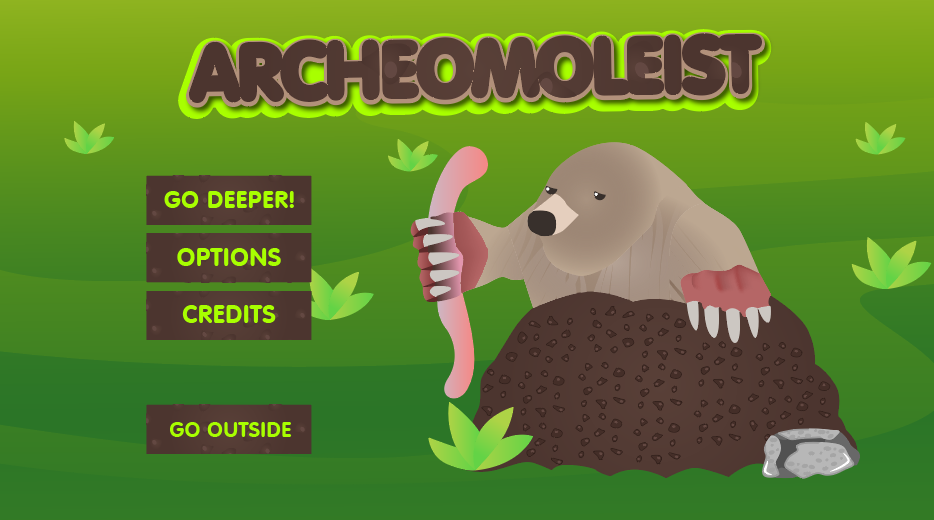 ARCHEOMOLEIST
GO DEEPER!
OPTIONS
CREDITS
GO OUTSIDE